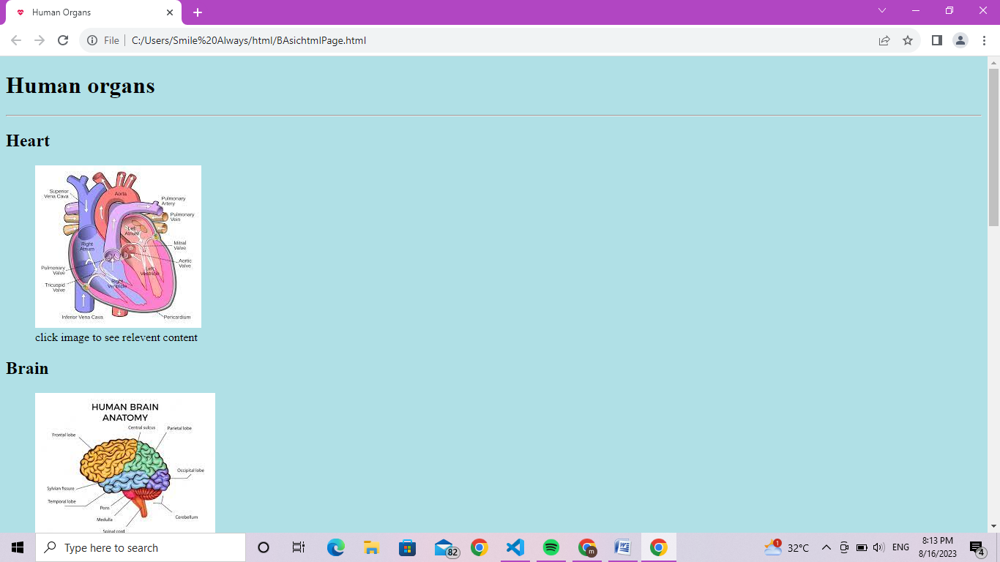 Human Organs
File
C:/Users/Smile%20Always/html/BAsichtmlPage.html
Human organs
Heart
Superior
Vena Cava
Aorta
Pulmonary
Artery
Pulmonary
Vein
Left
Atrium
Right
Atrium
Mitral
Valve
Aortic
Valve
Pulmonary
Valve
Left
Ventricle
Tricuspid
Valve
Right
Ventricle
Inferior Vena Cava
Pericardium
click image to see relevent content
Brain
HUMAN BRAIN
ANATOMY
Central sulcus
Parietal lobe
Frontal lobe
Occipital lobe
Sylvian fissure
Temporal lobe
Pons
Medulla
Cerebellum
Spinal cord
Type here to search
82
m
W
1
32°C
ENG
8:13 PM
8/16/2023
4